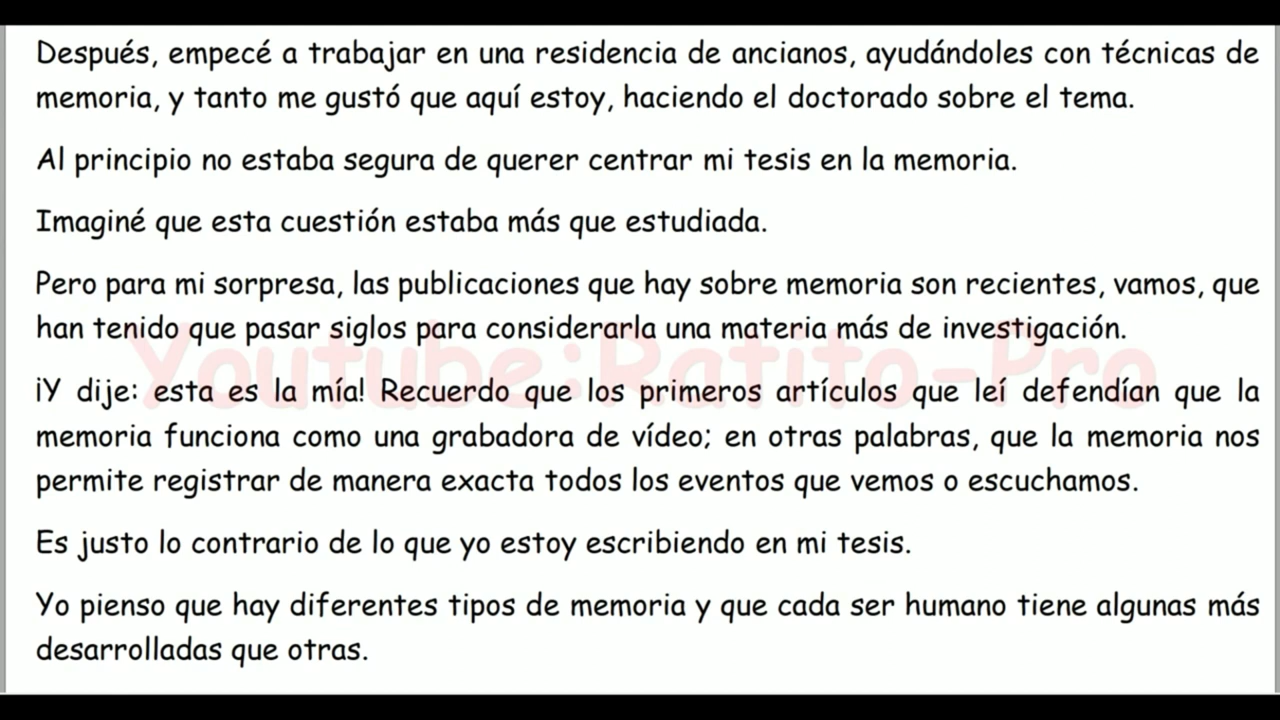 Después, empecé a trabajar en una residencia de ancianos, ayudándoles con técnicas de
memoria, y tanto me gustó que aquí estoy, haciendo el doctorado sobre el tema.
Al principio no estaba segura de querer centrar mi tesis en la memoria.
Imaginé que esta cuestión estaba más que estudiada.
Pero para mi sorpresa, las publicaciones que hay sobre memoria son recientes, vamos, que
han tenido que pasar siglos para considerarla una materia más de investigación.
Youtube:Ratito-Pro
¡Y dije: esta es la mía! Recuerdo que los primeros artículos que leí defendían que la
memoria funciona como una grabadora de vídeo; en otras palabras, que la memoria nos
permite registrar de manera exacta todos los eventos que vemos o escuchamos.
Es justo lo contrario de lo que yo estoy escribiendo en mi tesis.
Yo pienso que hay diferentes tipos de memoria y que cada ser humano tiene algunas más
desarrolladas que otras.